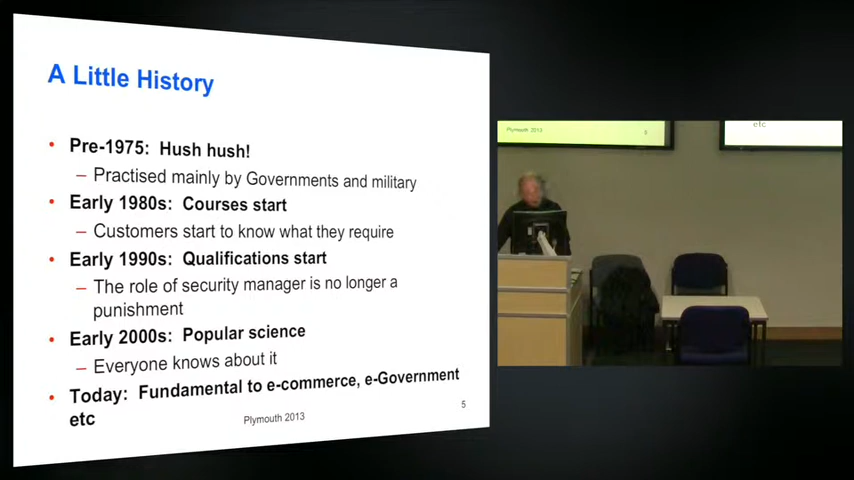 A Little History
• Pre-1975: Hush hush!
– Practised mainly by Governments and military
• Early 1980s: Courses start
– Customers start to know what they require
• Early 1990s: Qualifications start
– The role of security manager is no longer a
punishment
• Early 2000s: Popular science
– Everyone knows about it
• Today: Fundamental to e-commerce, e-Government
etc
Plymouth 2013
5
Plymouth 2013
5
etc